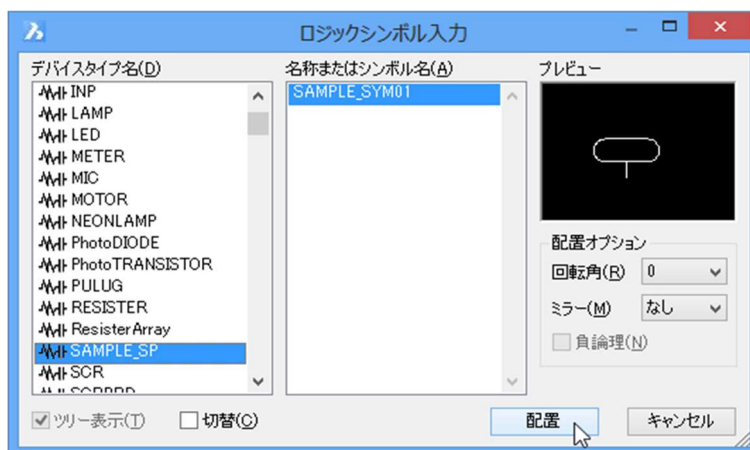 ロジックシンボル入力
デバイスタイプ名(D)
名称またはシンボル名(A)
プレビュー
INP
LAMP
LED
METER
MIC
MOTOR
NEONLAMP
PhotoDIODE
PhotoTRANSISTOR
PULUG
RESISTER
ResisterArray
SAMPLE_SP
SCR
SAMPLE_SYM01
配置オプション
回転角(R) 0
ミラー(M) なし
負論理(N)
ツリー表示(T)
切替(C)
配置
キャンセル